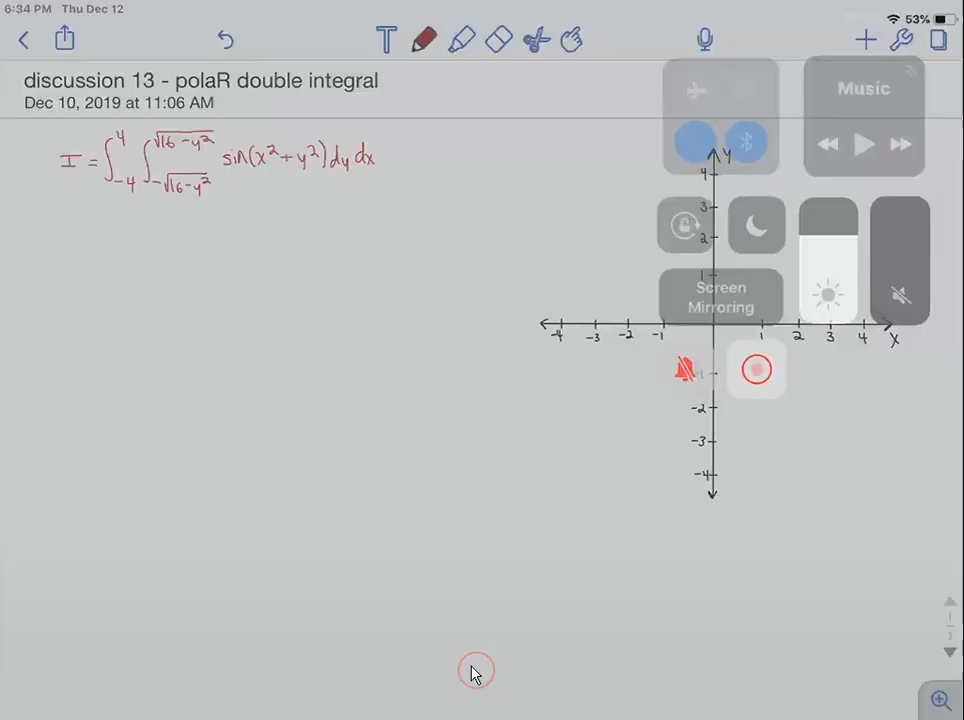 6:34 PM Thu Dec 12
53%
discussion 13 - polaR double integral
Dec 10, 2019 at 11:06 AM
I = ∫_{-4}^{4} ∫_{-√16-y²}^{√16-y²} sin(x²+y²)dy dx
Music
Screen
Mirroring
Y
4
3
2
1
-4 -3 -2 -1 1 2 3 4 X
-1
-2
-3
-4
1
2